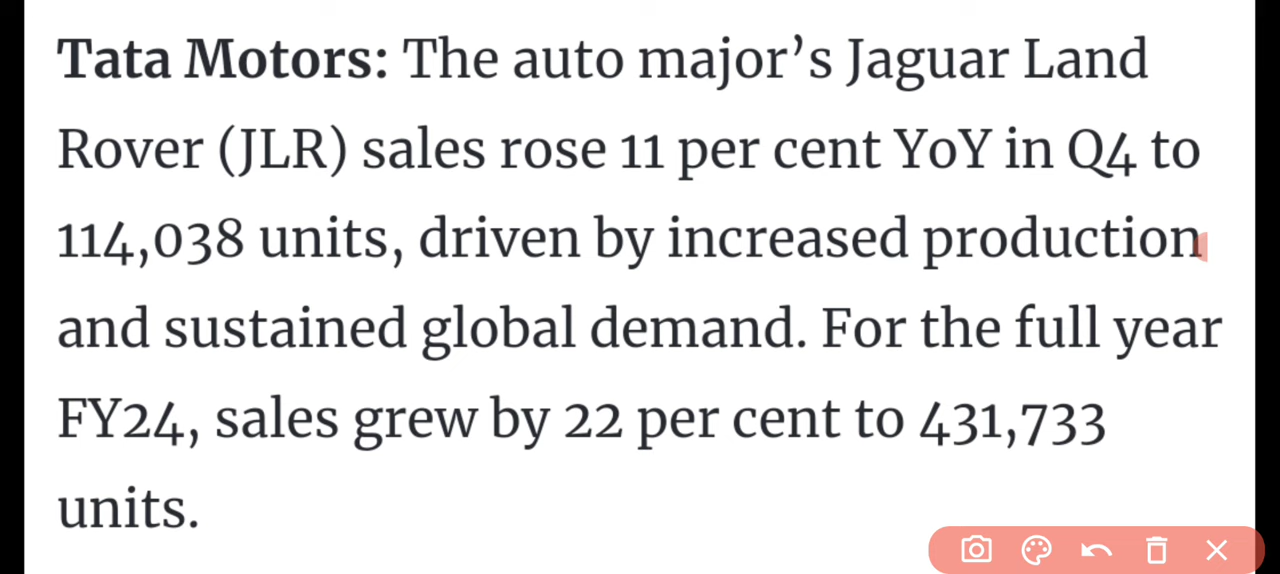 Tata Motors: The auto major’s Jaguar Land
Rover (JLR) sales rose 11 per cent YoY in Q4 to
114,038 units, driven by increased production
and sustained global demand. For the full year
FY24, sales grew by 22 per cent to 431,733
units.